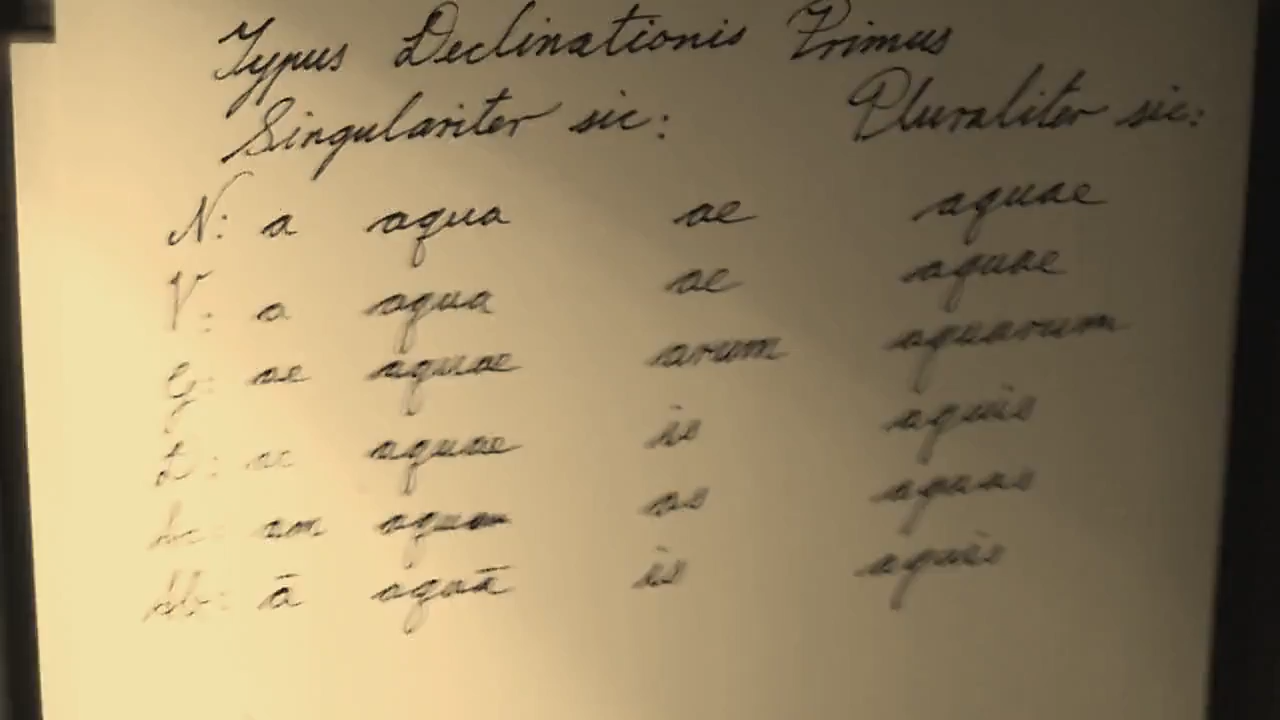 Typus Declinationis Primus
Singulariter sic: Pluraliter sic:
N: a aqua ae aquae
V: a aqua ae aquae
G: ae aquae arum aquarum
D: ae aquae is aquis
Ac: am aquam as aquas
Ab: ā aquā is aquis